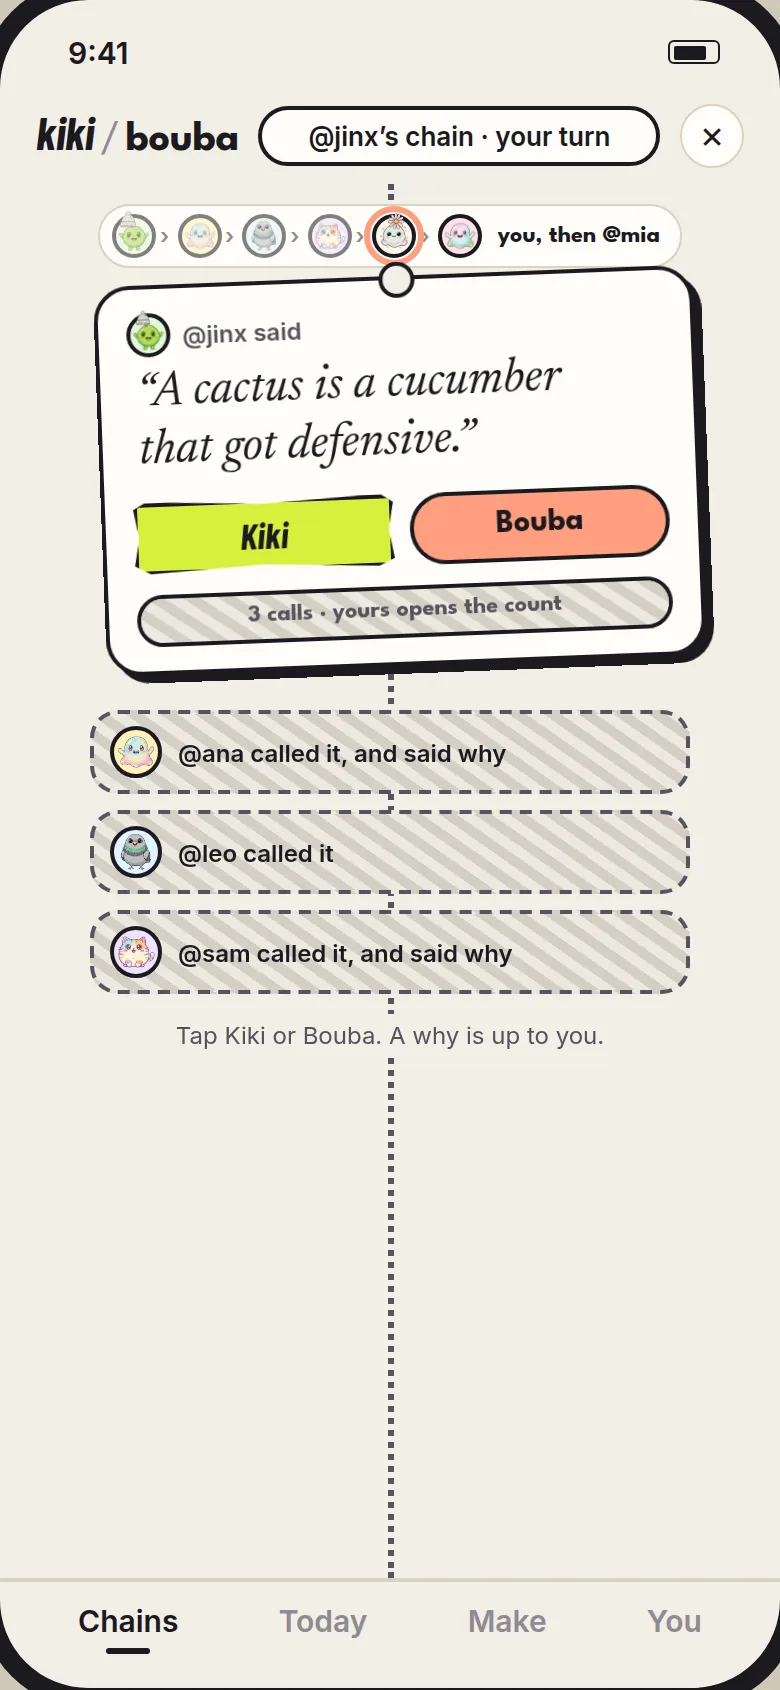 9:41
kiki / bouba
@jinx’s chain · your turn
✕
› › › › › you, then @mia
@jinx said
“A cactus is a cucumber
that got defensive.”
Kiki
Bouba
3 calls · yours opens the count
@ana called it, and said why
@leo called it
@sam called it, and said why
Tap Kiki or Bouba. A why is up to you.
Chains Today Make You